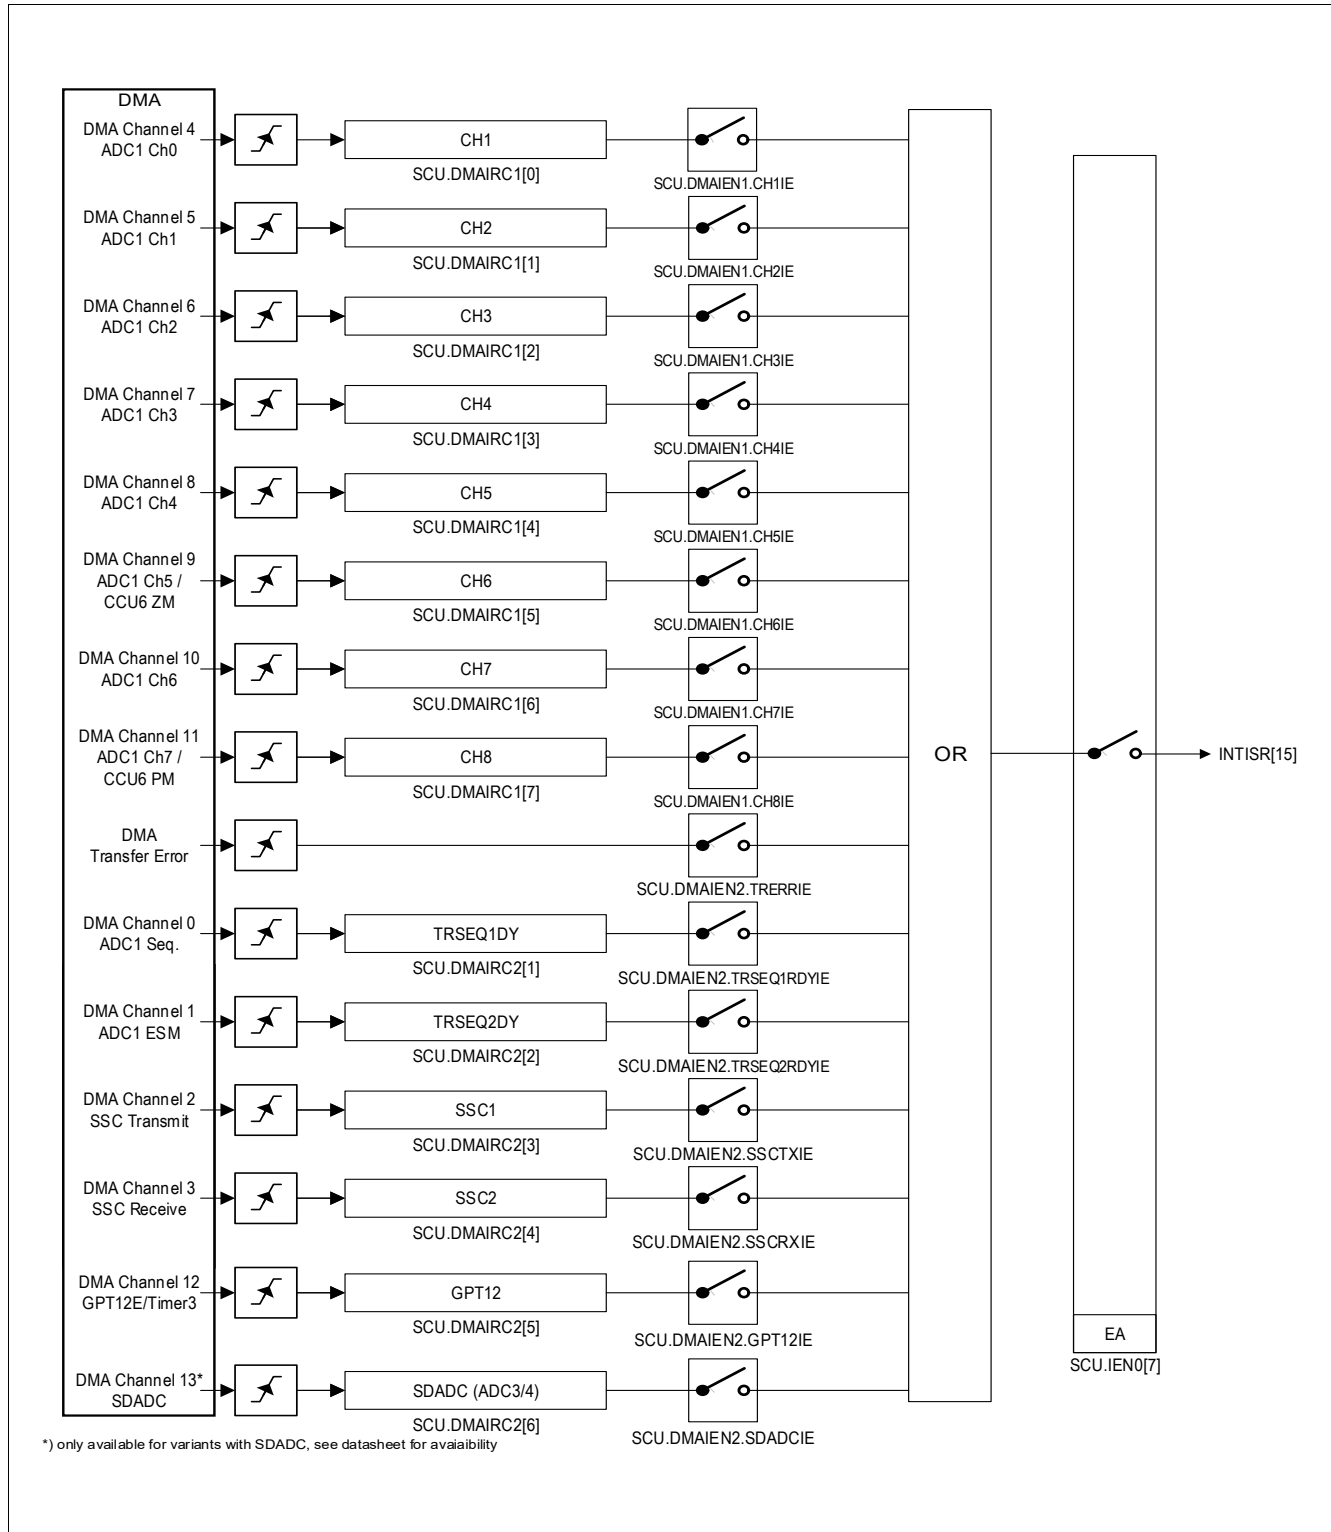 DMA
DMA Channel 4
ADC1 Ch0
CH1
SCU.DMAIRC1[0]
SCU.DMAIEN1.CH1IE
DMA Channel 5
ADC1 Ch1
CH2
SCU.DMAIRC1[1]
SCU.DMAIEN1.CH2IE
DMA Channel 6
ADC1 Ch2
CH3
SCU.DMAIRC1[2]
SCU.DMAIEN1.CH3IE
DMA Channel 7
ADC1 Ch3
CH4
SCU.DMAIRC1[3]
SCU.DMAIEN1.CH4IE
DMA Channel 8
ADC1 Ch4
CH5
SCU.DMAIRC1[4]
SCU.DMAIEN1.CH5IE
DMA Channel 9
ADC1 Ch5 /
CCU6 ZM
CH6
SCU.DMAIRC1[5]
SCU.DMAIEN1.CH6IE
DMA Channel 10
ADC1 Ch6
CH7
SCU.DMAIRC1[6]
SCU.DMAIEN1.CH7IE
DMA Channel 11
ADC1 Ch7 /
CCU6 PM
CH8
SCU.DMAIRC1[7]
SCU.DMAIEN1.CH8IE
OR
INTISR[15]
DMA
Transfer Error
SCU.DMAIEN2.TRERRIE
DMA Channel 0
ADC1 Seq.
TRSEQ1DY
SCU.DMAIRC2[1]
SCU.DMAIEN2.TRSEQ1RDYIE
DMA Channel 1
ADC1 ESM
TRSEQ2DY
SCU.DMAIRC2[2]
SCU.DMAIEN2.TRSEQ2RDYIE
DMA Channel 2
SSC Transmit
SSC1
SCU.DMAIRC2[3]
SCU.DMAIEN2.SSCTXIE
DMA Channel 3
SSC Receive
SSC2
SCU.DMAIRC2[4]
SCU.DMAIEN2.SSCRXIE
DMA Channel 12
GPT12E/Timer3
GPT12
SCU.DMAIRC2[5]
SCU.DMAIEN2.GPT12IE
EA
SCU.IEN0[7]
DMA Channel 13*
SDADC
SDADC (ADC3/4)
SCU.DMAIRC2[6]
SCU.DMAIEN2.SDADCIE
*) only available for variants with SDADC, see datasheet for avaiaibility